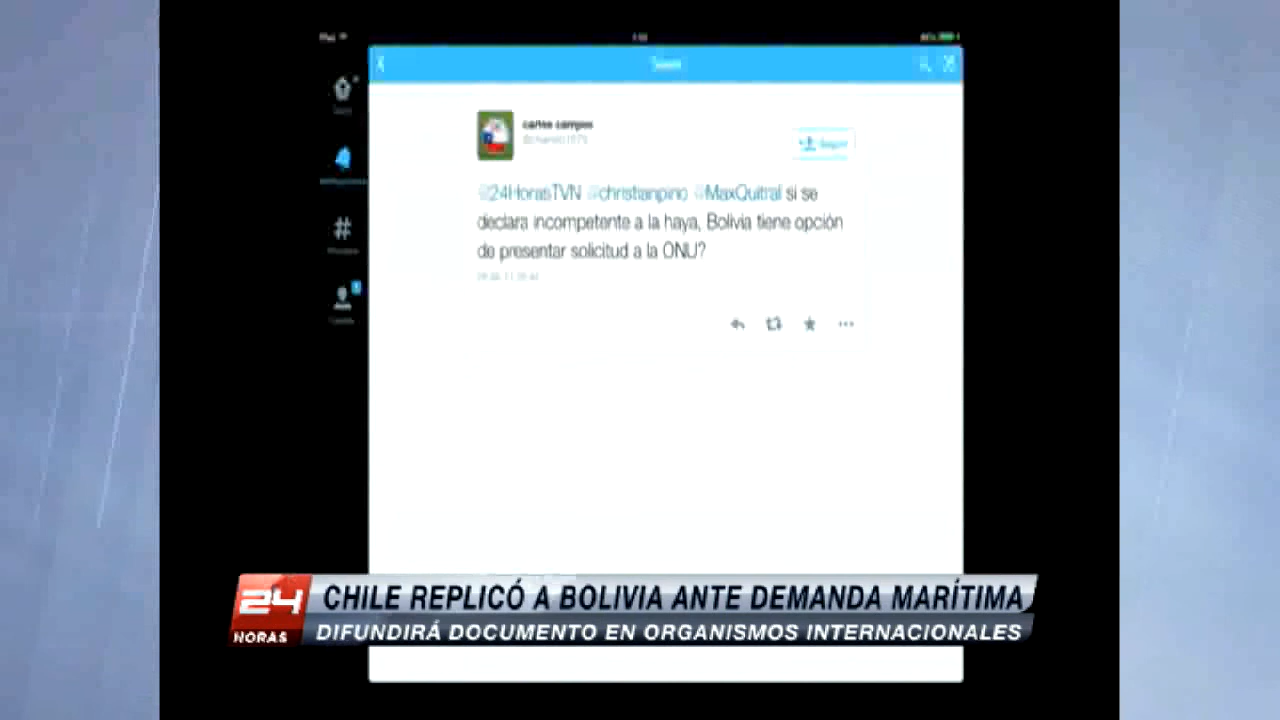 carlos campos
Seguir
@24HorasTVN @christianpino @MaxQuitral si se
declara incompetente a la haya, Bolivia tiene opción
de presentar solicitud a la ONU?
24
HORAS
CHILE REPLICÓ A BOLIVIA ANTE DEMANDA MARÍTIMA
DIFUNDIRÁ DOCUMENTO EN ORGANISMOS INTERNACIONALES